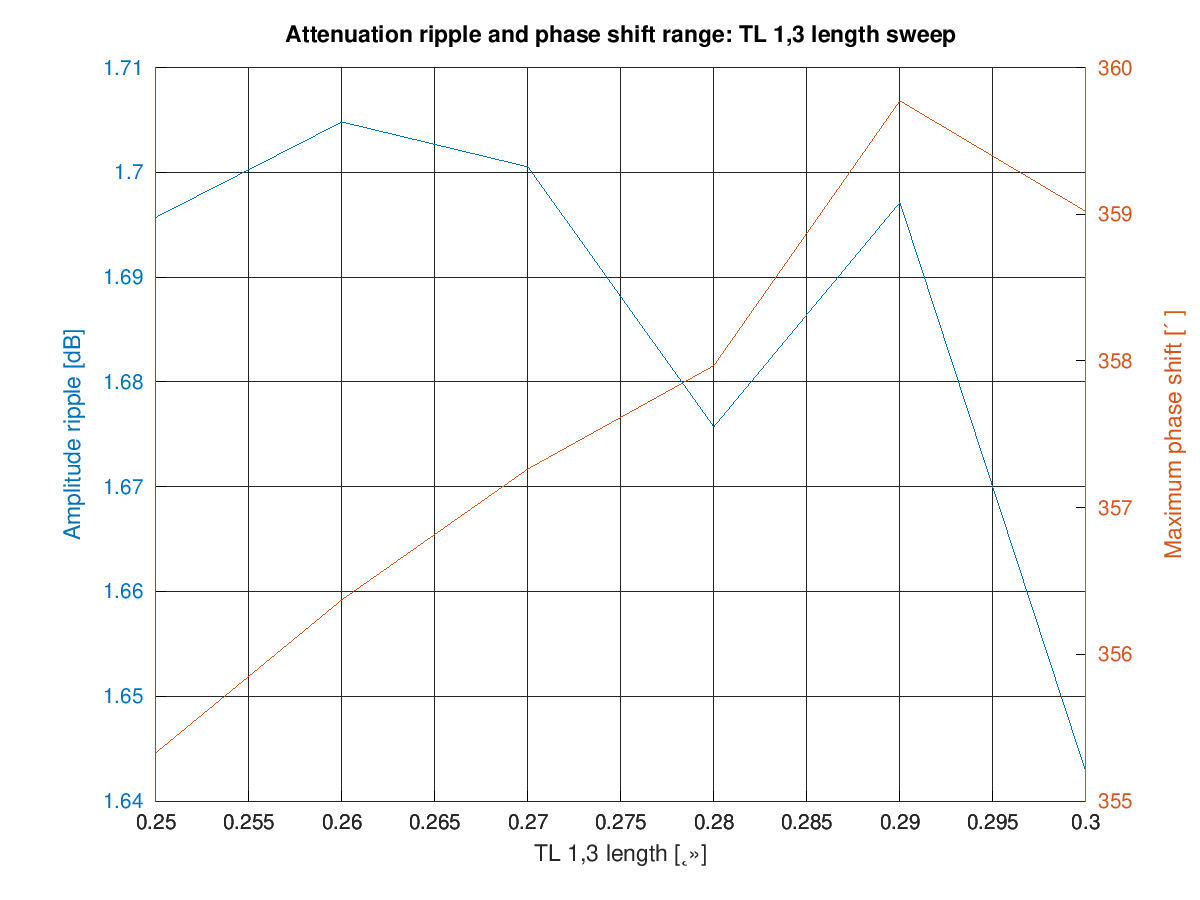 Attenuation ripple and phase shift range: TL 1,3 length sweep
1.71
1.7
1.69
1.68
1.67
1.66
1.65
1.64
Amplitude ripple [dB]
360
359
358
357
356
355
Maximum phase shift [´ ]
0.25 0.255 0.26 0.265 0.27 0.275 0.28 0.285 0.29 0.295 0.3
TL 1,3 length [˛»]